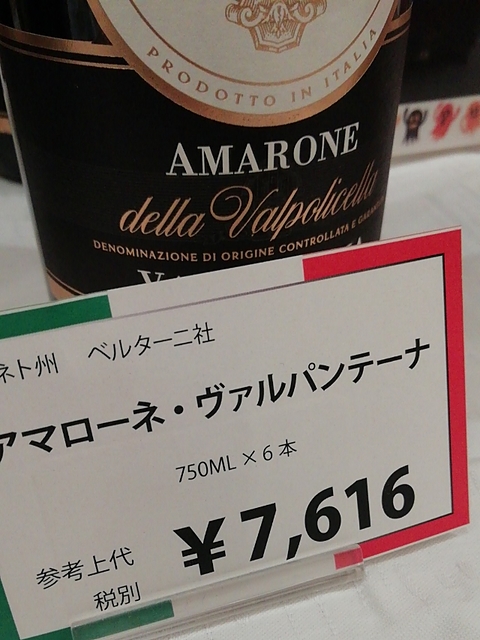 PRODOTTO IN ITALIA
AMARONE
della Valpolicella
DENOMINAZIONE DI ORIGINE CONTROLLATA E
ネト州 ベルターニ社
アマローネ・ヴァルパンテーナ
750ML × 6本
参考上代
税別
¥7,616